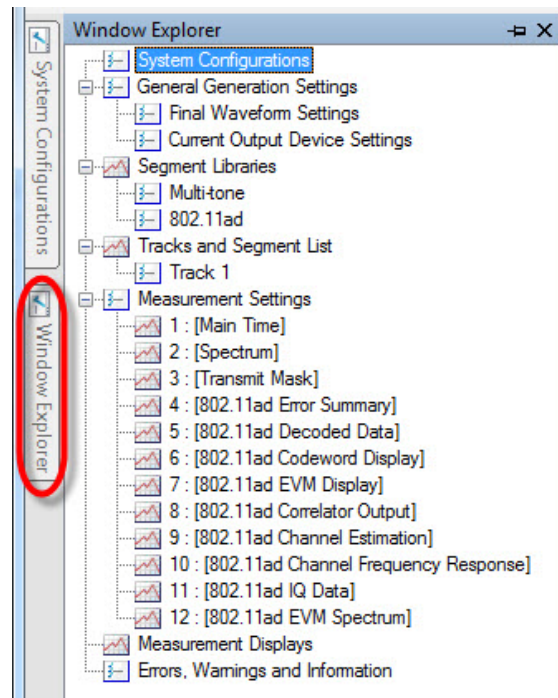 Window Explorer
System Configurations
Window Explorer
System Configurations
General Generation Settings
Final Waveform Settings
Current Output Device Settings
Segment Libraries
Multi-tone
802.11ad
Tracks and Segment List
Track 1
Measurement Settings
1 : [Main Time]
2 : [Spectrum]
3 : [Transmit Mask]
4 : [802.11ad Error Summary]
5 : [802.11ad Decoded Data]
6 : [802.11ad Codeword Display]
7 : [802.11ad EVM Display]
8 : [802.11ad Correlator Output]
9 : [802.11ad Channel Estimation]
10 : [802.11ad Channel Frequency Response]
11 : [802.11ad IQ Data]
12 : [802.11ad EVM Spectrum]
Measurement Displays
Errors, Warnings and Information